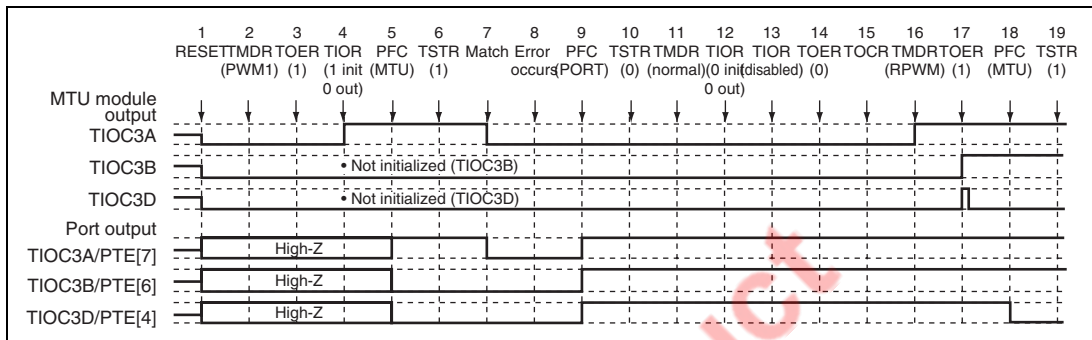 1 2 3 4 5 6 7 8 9 10 11 12 13 14 15 16 17 18 19
RESET TMDR TOER TIOR PFC TSTR Match Error PFC TSTR TMDR TIOR TIOR TOER TOCR TMDR TOER PFC TSTR
(PWM1) (1) (1 init (MTU) (1) occurs (PORT) (0) (normal) (0 init (disabled) (0) (RPWM) (1) (MTU) (1)
0 out) 0 out)
MTU module
output
TIOC3A
TIOC3B • Not initialized (TIOC3B)
TIOC3D • Not initialized (TIOC3D)
Port output
TIOC3A/PTE[7] High-Z
TIOC3B/PTE[6] High-Z
TIOC3D/PTE[4] High-Z
uct